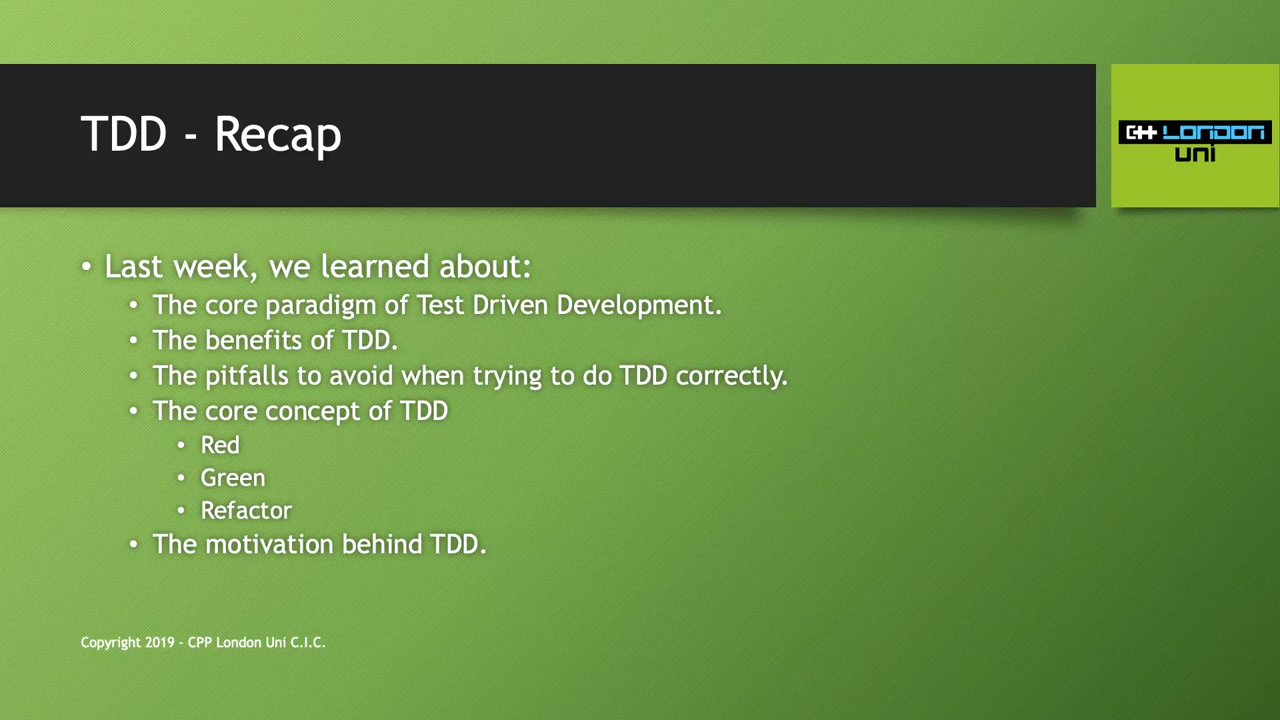 TDD - Recap
C++ LONDON
uni
• Last week, we learned about:
• The core paradigm of Test Driven Development.
• The benefits of TDD.
• The pitfalls to avoid when trying to do TDD correctly.
• The core concept of TDD
• Red
• Green
• Refactor
• The motivation behind TDD.
Copyright 2019 - CPP London Uni C.I.C.